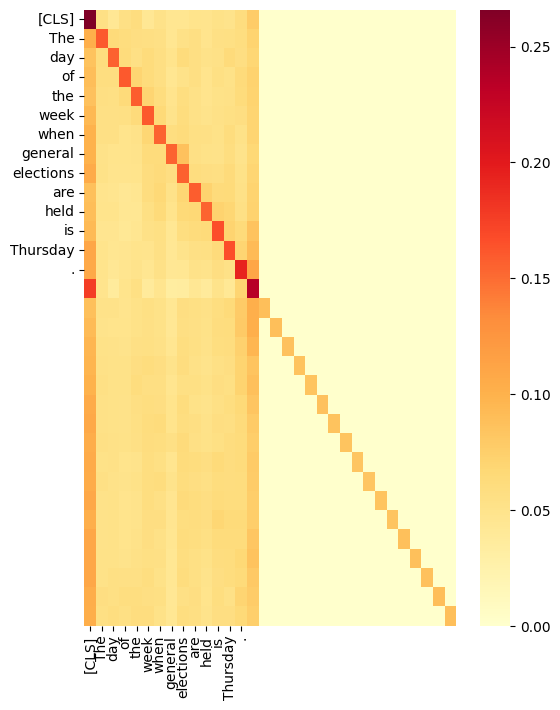 [CLS]
The
day
of
the
week
when
general
elections
are
held
is
Thursday
.
[CLS]
The
day
of
the
week
when
general
elections
are
held
is
Thursday
.
0.25
0.20
0.15
0.10
0.05
0.00